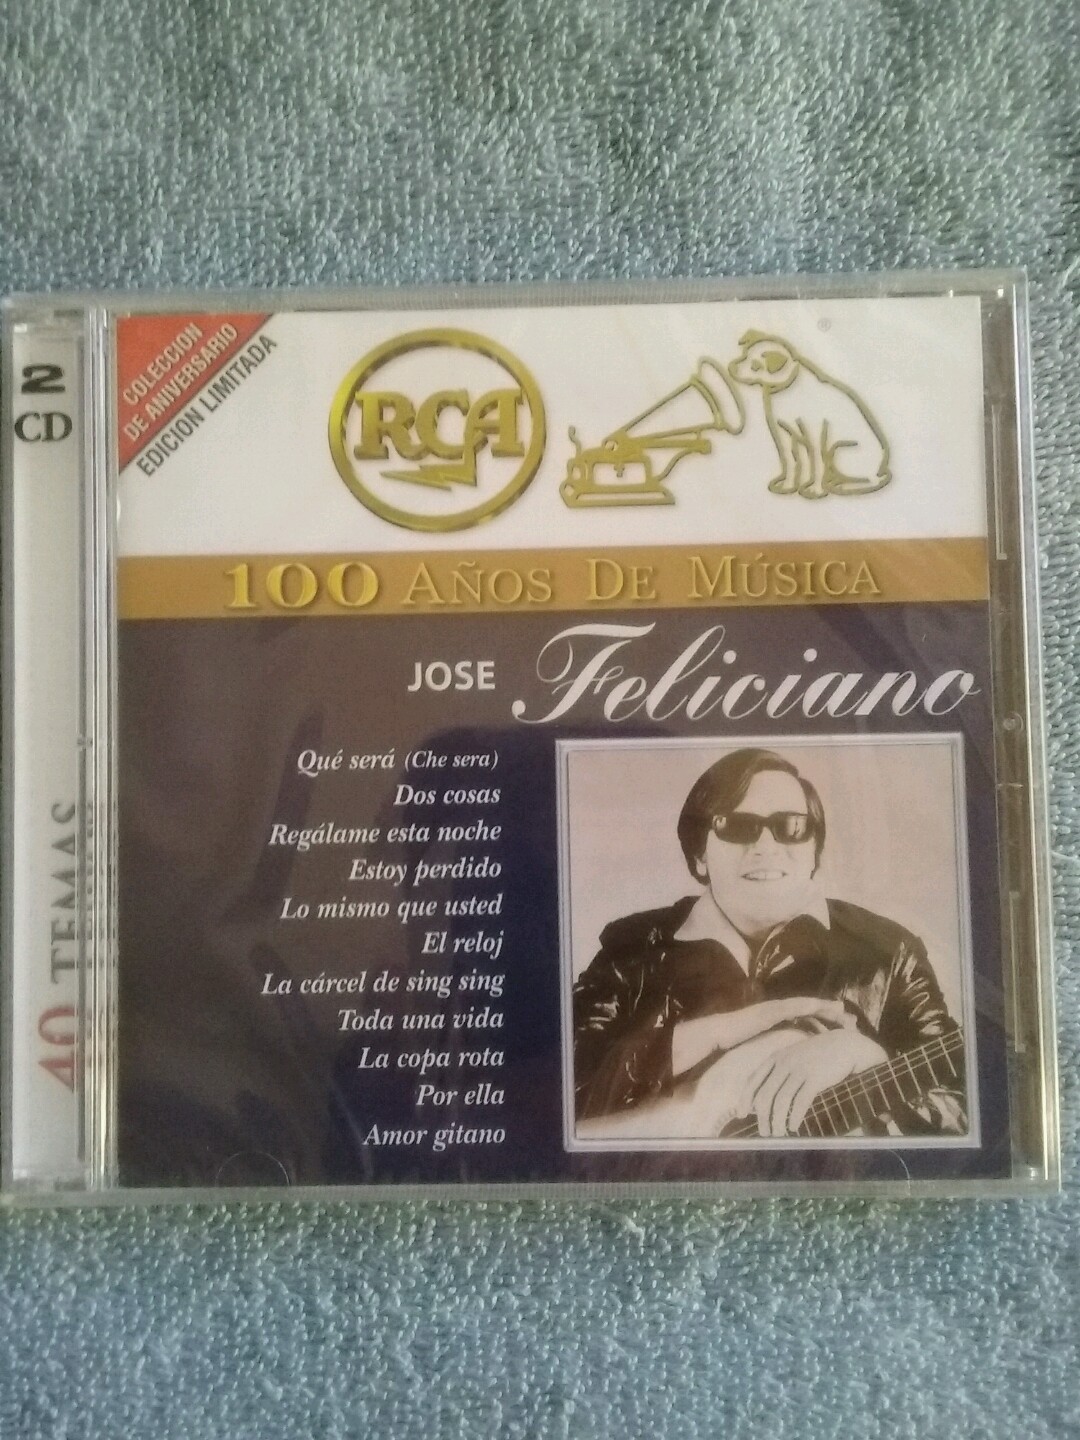 COLECCION
DE ANIVERSARIO
EDICION LIMITADA
2
CD
RCA
®
100 AÑOS DE MÚSICA
JOSE Feliciano
Qué será (Che sera)
Dos cosas
Regálame esta noche
Estoy perdido
Lo mismo que usted
El reloj
La cárcel de sing sing
Toda una vida
La copa rota
Por ella
Amor gitano
40 TEMAS